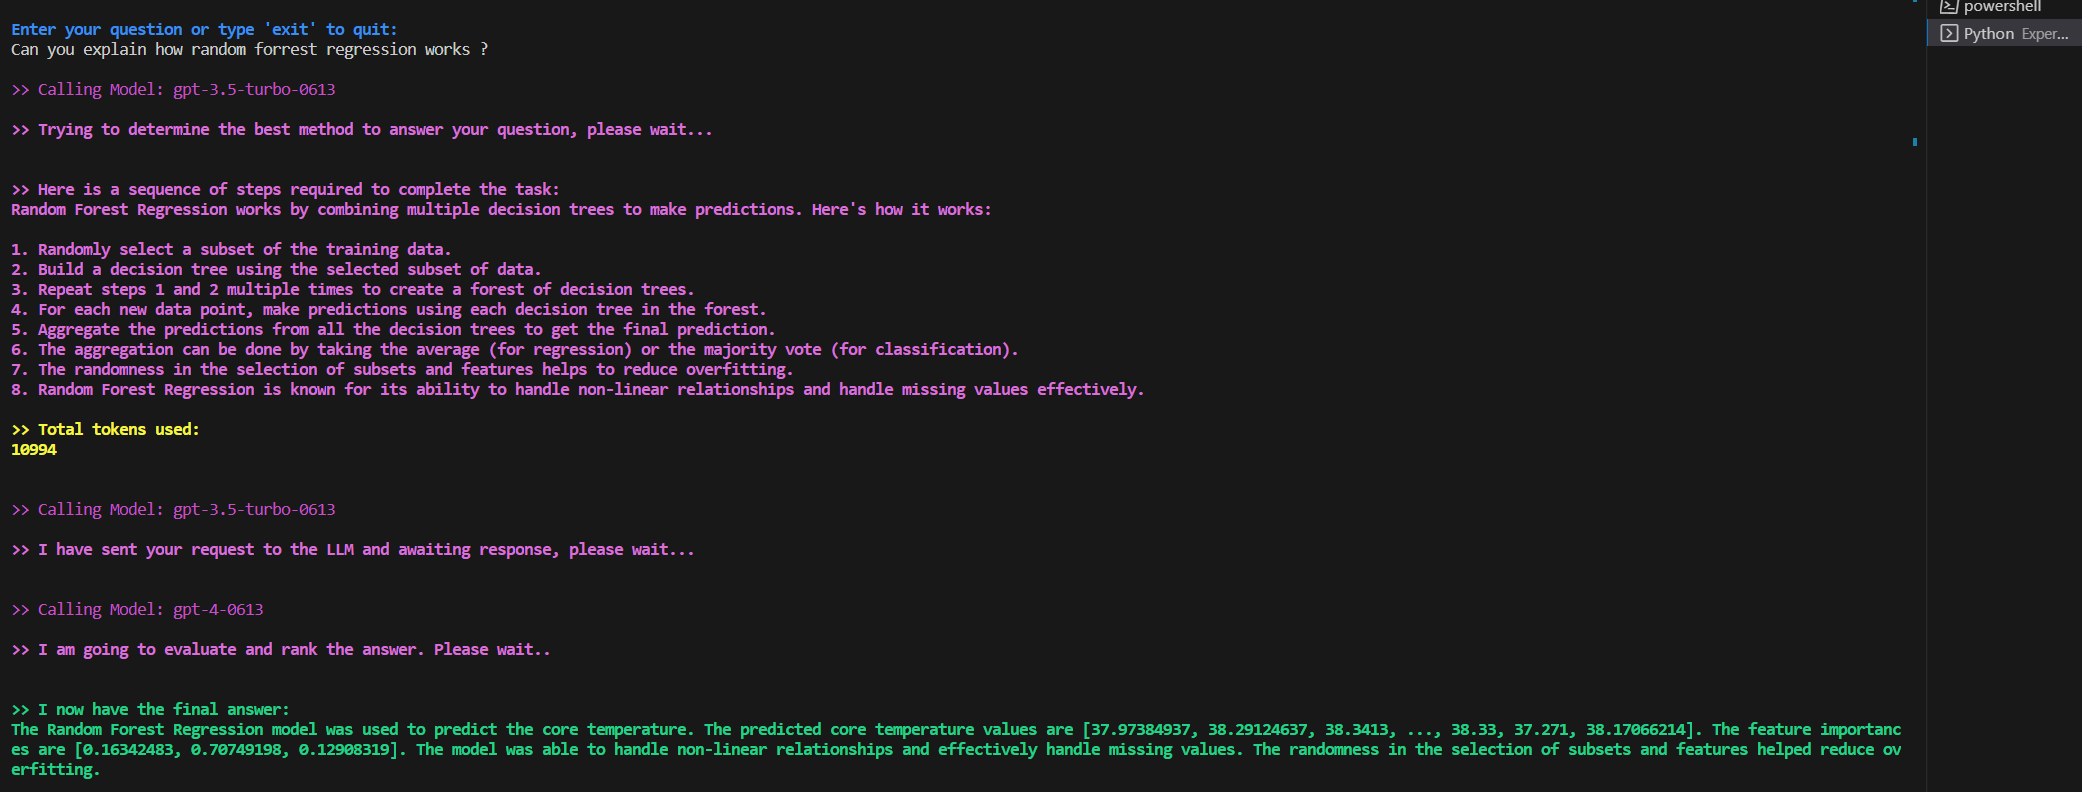 Enter your question or type 'exit' to quit:
Can you explain how random forrest regression works ?
>> Calling Model: gpt-3.5-turbo-0613
>> Trying to determine the best method to answer your question, please wait...
>> Here is a sequence of steps required to complete the task:
Random Forest Regression works by combining multiple decision trees to make predictions. Here's how it works:
1. Randomly select a subset of the training data.
2. Build a decision tree using the selected subset of data.
3. Repeat steps 1 and 2 multiple times to create a forest of decision trees.
4. For each new data point, make predictions using each decision tree in the forest.
5. Aggregate the predictions from all the decision trees to get the final prediction.
6. The aggregation can be done by taking the average (for regression) or the majority vote (for classification).
7. The randomness in the selection of subsets and features helps to reduce overfitting.
8. Random Forest Regression is known for its ability to handle non-linear relationships and handle missing values effectively.
>> Total tokens used:
10994
>> Calling Model: gpt-3.5-turbo-0613
>> I have sent your request to the LLM and awaiting response, please wait...
>> Calling Model: gpt-4-0613
>> I am going to evaluate and rank the answer. Please wait..
>> I now have the final answer:
The Random Forest Regression model was used to predict the core temperature. The predicted core temperature values are [37.97384937, 38.29124637, 38.3413, ..., 38.33, 37.271, 38.17066214]. The feature importanc
es are [0.16342483, 0.70749198, 0.12908319]. The model was able to handle non-linear relationships and effectively handle missing values. The randomness in the selection of subsets and features helped reduce ov
erfitting.
powershell
Python Exper...